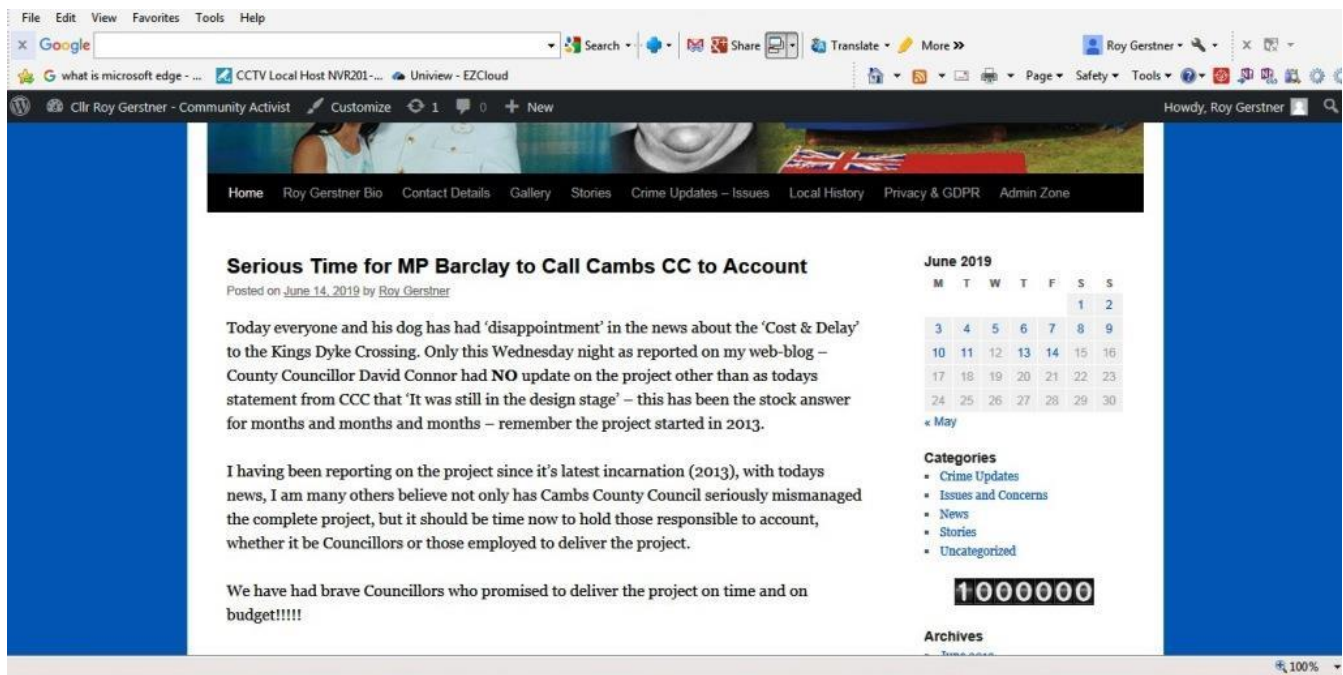 File Edit View Favorites Tools Help
x Google Search Share Translate More » Roy Gerstner x
G what is microsoft edge - ... CCTV Local Host NVR201-... Uniview - EZCloud Page Safety Tools
Cllr Roy Gerstner - Community Activist Customize 1 0 + New Howdy, Roy Gerstner
Home Roy Gerstner Bio Contact Details Gallery Stories Crime Updates – Issues Local History Privacy & GDPR Admin Zone
Serious Time for MP Barclay to Call Cambs CC to Account
Posted on June 14, 2019 by Roy Gerstner
Today everyone and his dog has had ‘disappointment’ in the news about the ‘Cost & Delay’
to the Kings Dyke Crossing. Only this Wednesday night as reported on my web-blog –
County Councillor David Connor had NO update on the project other than as todays
statement from CCC that ‘It was still in the design stage’ – this has been the stock answer
for months and months and months – remember the project started in 2013.
I having been reporting on the project since it’s latest incarnation (2013), with todays
news, I am many others believe not only has Cambs County Council seriously mismanaged
the complete project, but it should be time now to hold those responsible to account,
whether it be Councillors or those employed to deliver the project.
We have had brave Councillors who promised to deliver the project on time and on
budget!!!!!
June 2019
M T W T F S S
1 2
3 4 5 6 7 8 9
10 11 12 13 14 15 16
17 18 19 20 21 22 23
24 25 26 27 28 29 30
« May
Categories
Crime Updates
Issues and Concerns
News
Stories
Uncategorized
1000000
Archives
June 2019
100%